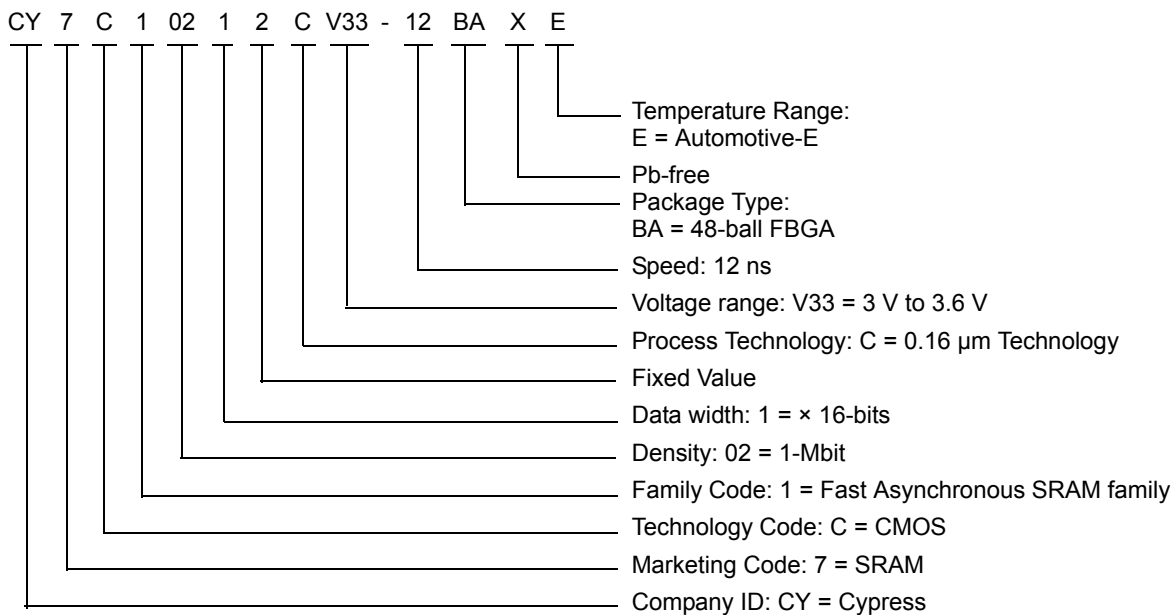 CY 7 C 1 02 1 2 C V33 - 12 BA X E
Temperature Range:
E = Automotive-E
Pb-free
Package Type:
BA = 48-ball FBGA
Speed: 12 ns
Voltage range: V33 = 3 V to 3.6 V
Process Technology: C = 0.16 µm Technology
Fixed Value
Data width: 1 = × 16-bits
Density: 02 = 1-Mbit
Family Code: 1 = Fast Asynchronous SRAM family
Technology Code: C = CMOS
Marketing Code: 7 = SRAM
Company ID: CY = Cypress